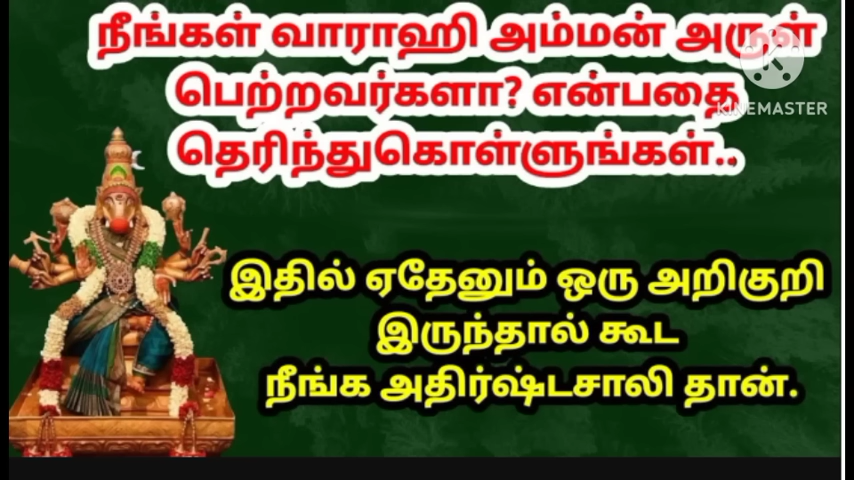 நீங்கள் வாராஹி அம்மன் அருள்
பெற்றவர்களா? என்பதை
தெரிந்துகொள்ளுங்கள்..
KINEMASTER
இதில் ஏதேனும் ஒரு அறிகுறி
இருந்தால் கூட
நீங்க அதிர்ஷ்டசாலி தான்.